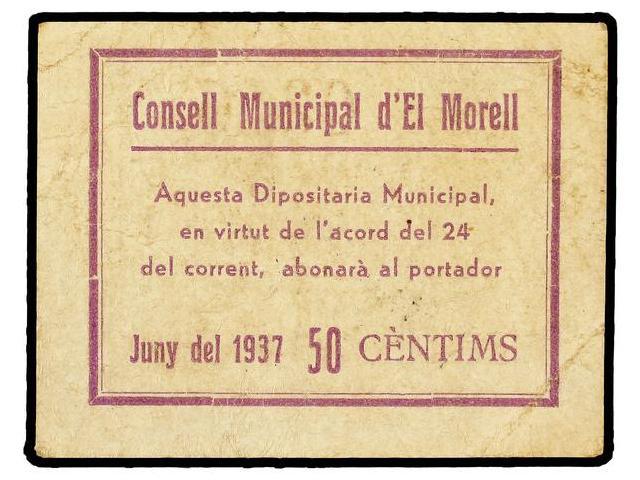 Consell Municipal d'El Morell
Aquesta Dipositaria Municipal,
en virtut de l'acord del 24
del corrent, abonarà al portador
Juny del 1937 50 CÈNTIMS